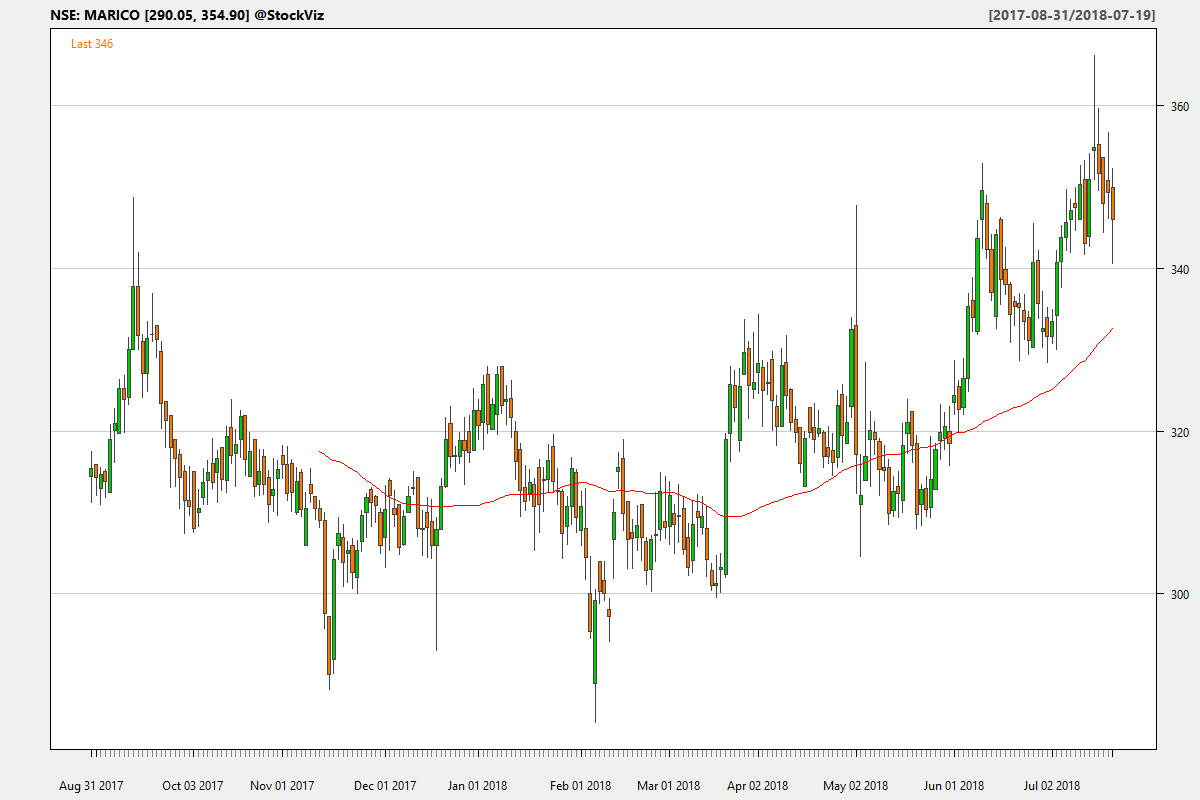 NSE: MARICO [290.05, 354.90] @StockViz [2017-08-31/2018-07-19]
Last 346
360
340
320
300
Aug 31 2017 Oct 03 2017 Nov 01 2017 Dec 01 2017 Jan 01 2018 Feb 01 2018 Mar 01 2018 Apr 02 2018 May 02 2018 Jun 01 2018 Jul 02 2018